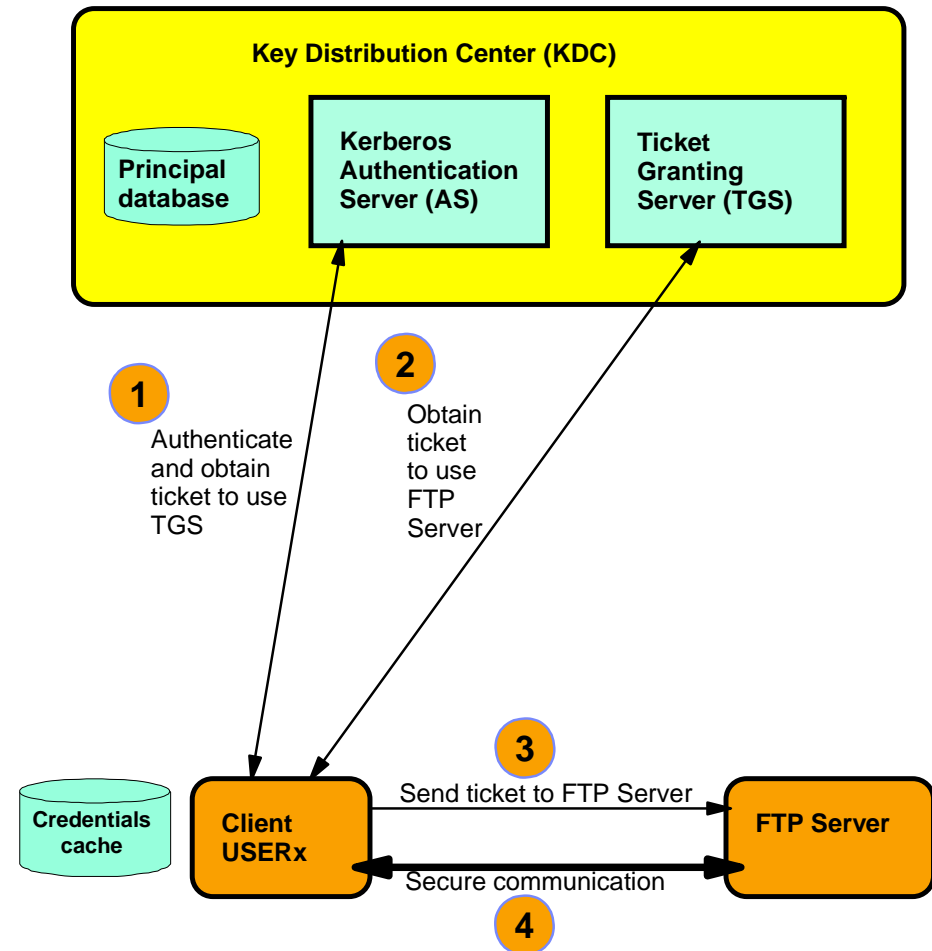 Key Distribution Center (KDC)
Principal
database
Kerberos
Authentication
Server (AS)
Ticket
Granting
Server (TGS)
1
Authenticate
and obtain
ticket to use
TGS
2
Obtain
ticket
to use
FTP
Server
3
Send ticket to FTP Server
Credentials
cache
Client
USERx
FTP Server
Secure communication
4